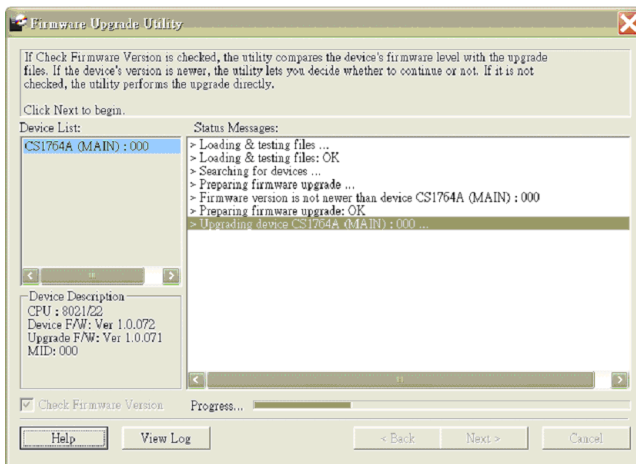 Firmware Upgrade Utility
If Check Firmware Version is checked, the utility compares the device's firmware level with the upgrade
files. If the device's version is newer, the utility lets you decide whether to continue or not. If it is not
checked, the utility performs the upgrade directly.
Click Next to begin.
Device List:
CS1764A (MAIN) : 000
Status Messages:
> Loading & testing files ...
> Loading & testing files: OK
> Searching for devices ...
> Preparing firmware upgrade ...
> Firmware version is not newer than device CS1764A (MAIN) : 000
> Preparing firmware upgrade: OK
> Upgrading device CS1764A (MAIN) : 000 ...
Device Description
CPU : 8021/22
Device F/W: Ver 1.0.072
Upgrade F/W: Ver 1.0.071
MID: 000
Check Firmware Version
Progress...
Help
View Log
< Back
Next >
Cancel